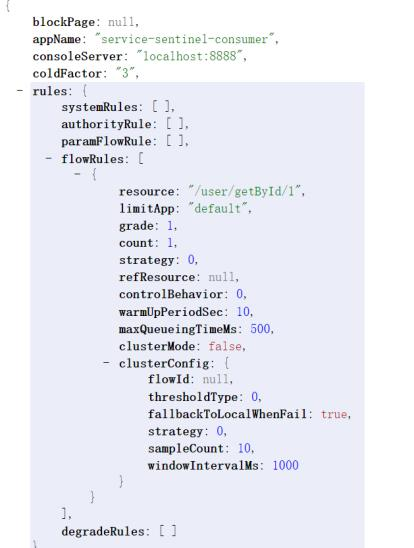 {
blockPage: null,
appName: "service-sentinel-consumer",
consoleServer: "localhost:8888",
coldFactor: "3",
- rules: {
systemRules: [ ],
authorityRule: [ ],
paramFlowRule: [ ],
- flowRules: [
- {
resource: "/user/getById/1",
limitApp: "default",
grade: 1,
count: 1,
strategy: 0,
refResource: null,
controlBehavior: 0,
warmUpPeriodSec: 10,
maxQueueingTimeMs: 500,
clusterMode: false,
- clusterConfig: {
flowId: null,
thresholdType: 0,
fallbackToLocalWhenFail: true,
strategy: 0,
sampleCount: 10,
windowIntervalMs: 1000
}
}
],
degradeRules: [ ]
}